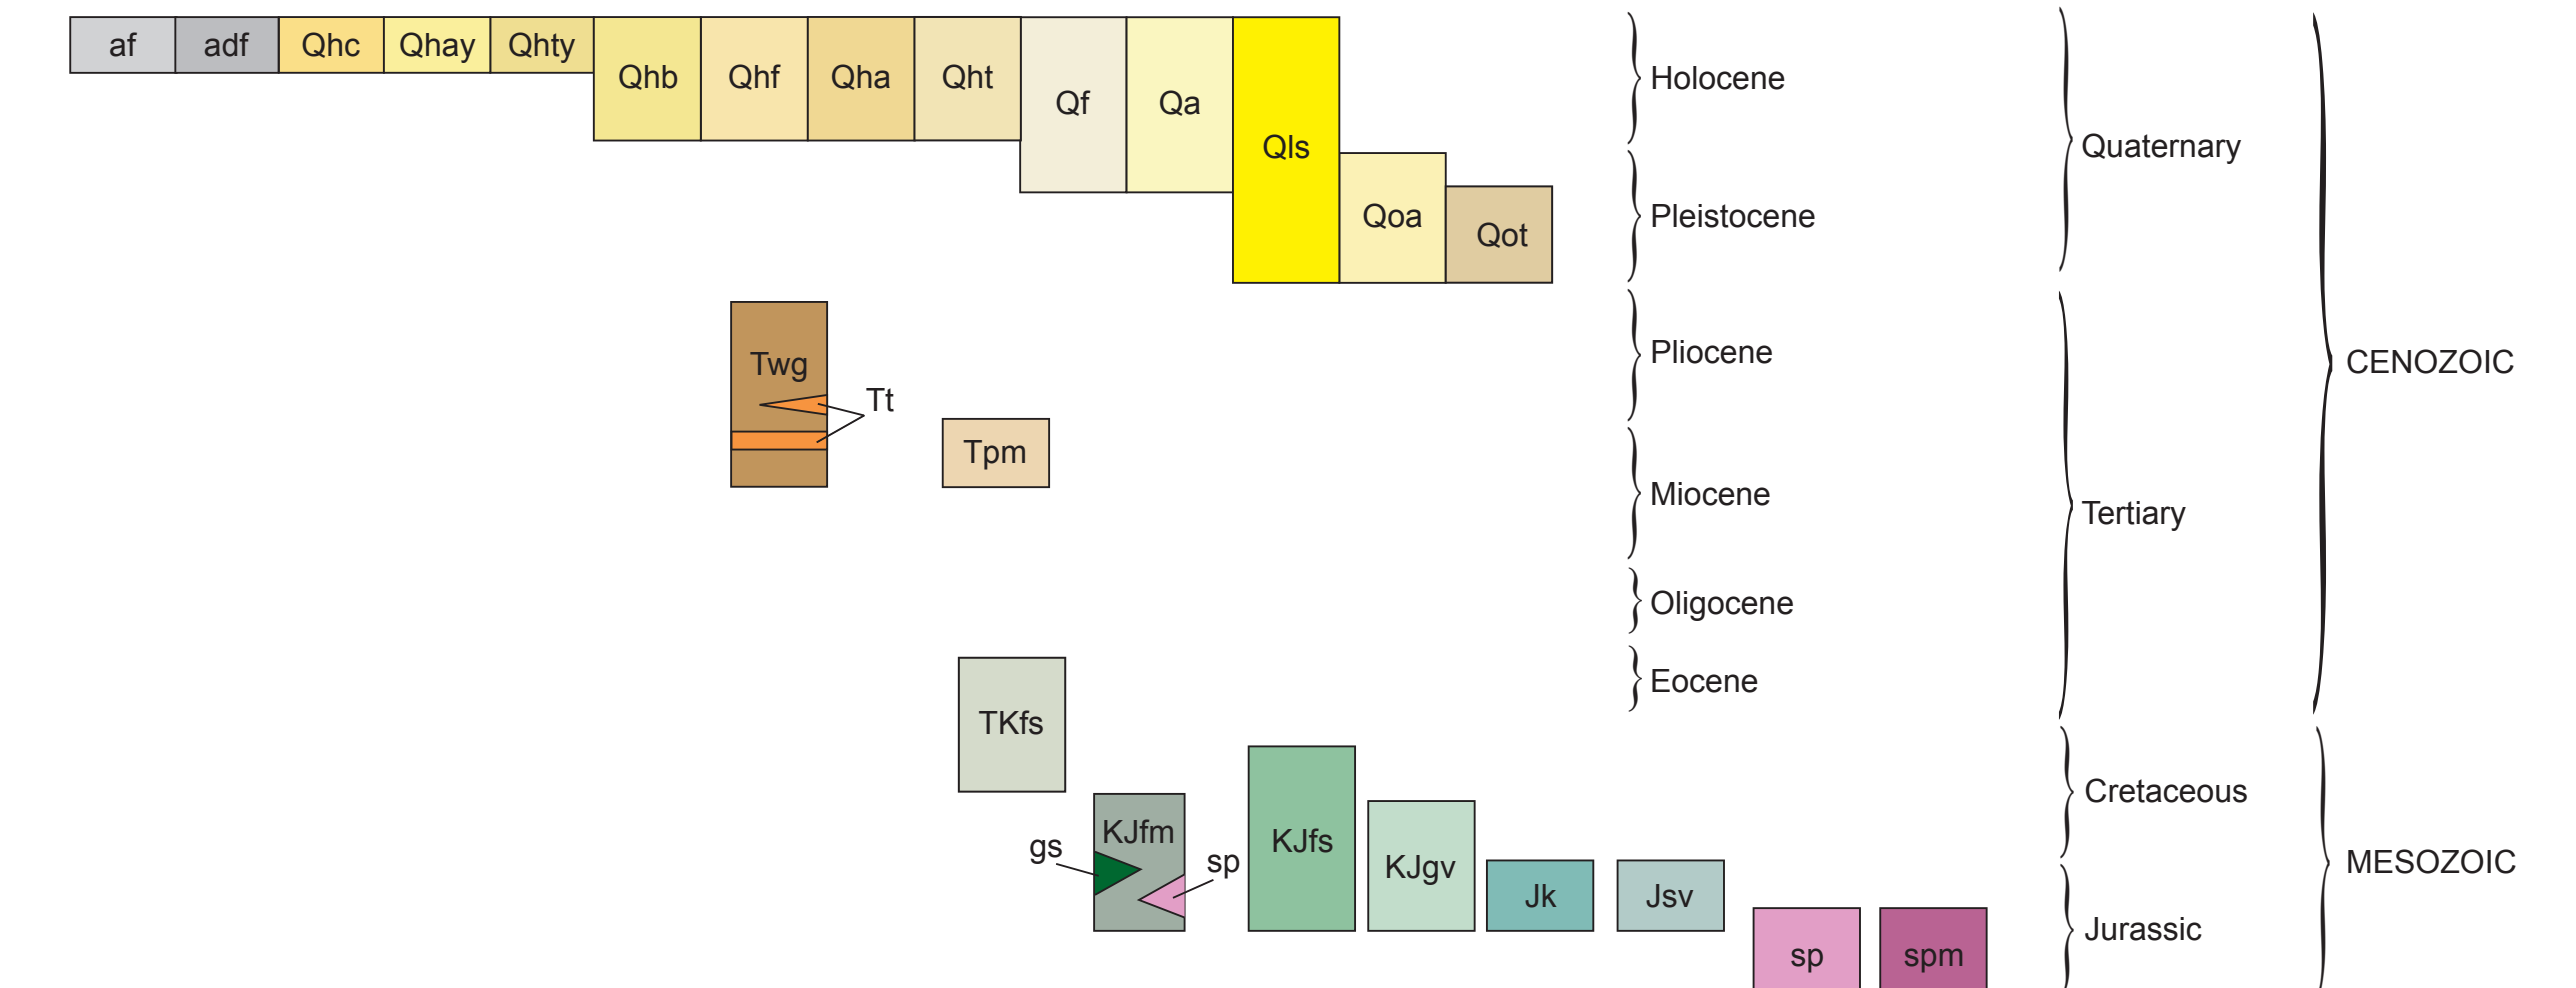 af adf Qhc Qhay Qhty
Qhb Qhf Qha Qht
Qf Qa
Qls
Qoa
Qot
Holocene
Pleistocene
Quaternary
Twg
Tt
Tpm
Pliocene
Miocene
Oligocene
Eocene
Tertiary
CENOZOIC
TKfs
KJfm
gs
sp
KJfs
KJgv
Jk
Jsv
sp
spm
Cretaceous
Jurassic
MESOZOIC